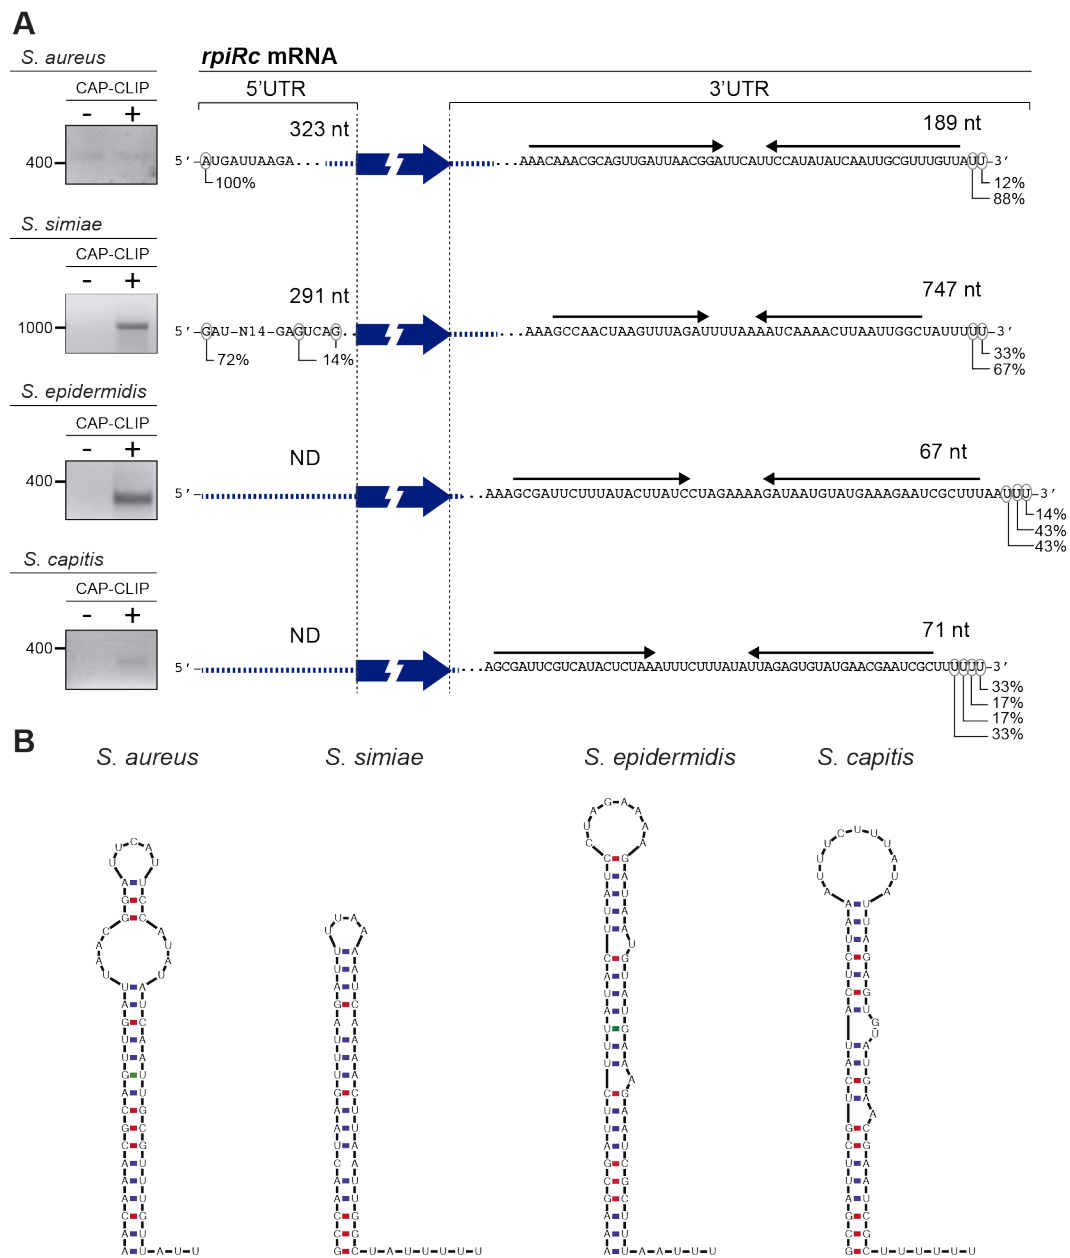 A
S. aureus
CAP-CLIP
- +
400
rpiRc mRNA
5'UTR 3'UTR
323 nt 189 nt
5'-AUGAUUAAGA.... ...AAACAAACGCAGUUGAUUAACGGAUUCAUUCCAUAUAUCAAUUGCGUUUGUUAUU-3'
100% 12%
88%
S. simiae
CAP-CLIP
- +
1000
291 nt 747 nt
5'-GAU-N14-GAGUCAG.. ...AAAGCCAACUAAGUUUAGAUUUUAAAAUCAAAACUUAAUUGGCUAUUUUU-3'
72% 14% 33%
67%
S. epidermidis
CAP-CLIP
- +
400
ND 67 nt
5'- ...AAAGCGAUUCUUUAUACUUAUCCUAGAAAAGAUAAUGUAUGAAAGAAUCGCUUUAAUUU-3'
14%
43%
43%
S. capitis
CAP-CLIP
- +
400
ND 71 nt
5'- ...AGCGAUUCGUCAUACUCUAAAUUUCUUUAUAUUAGAGUGUAUGAACGAAUCGCUUUUUU-3'
33%
17%
17%
33%
B
S. aureus S. simiae S. epidermidis S. capitis